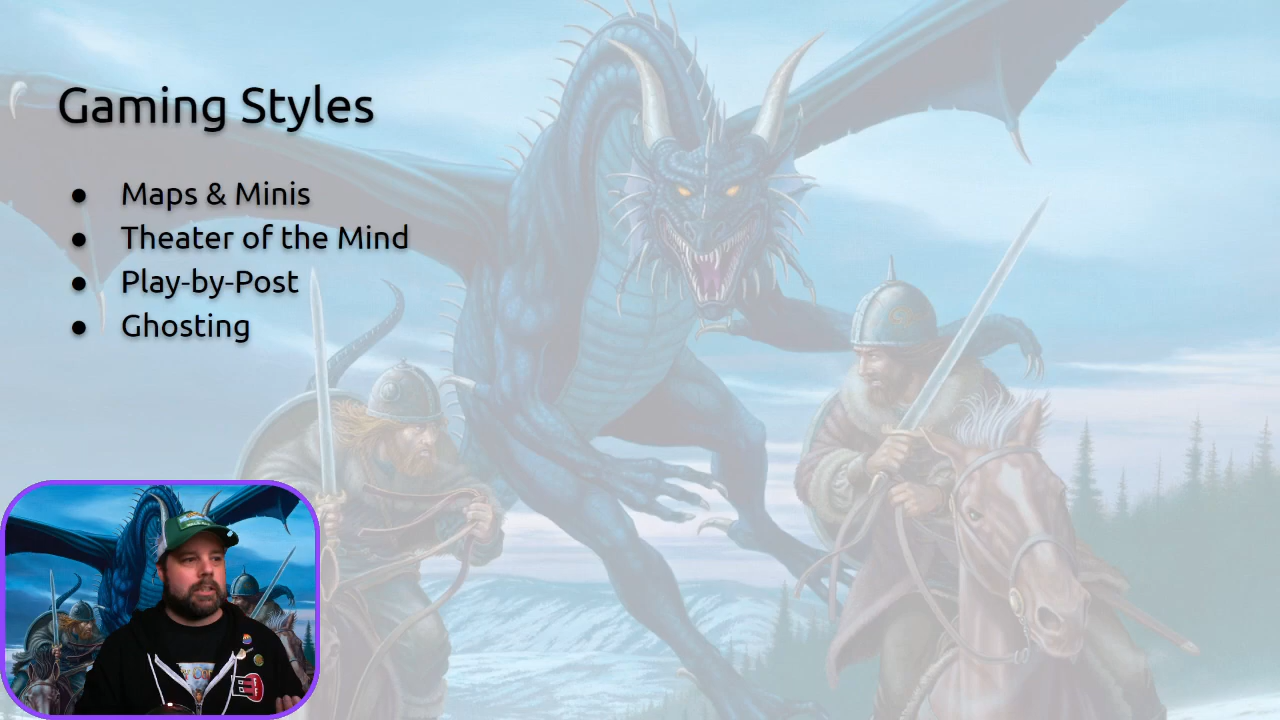 Gaming Styles
● Maps & Minis
● Theater of the Mind
● Play-by-Post
● Ghosting